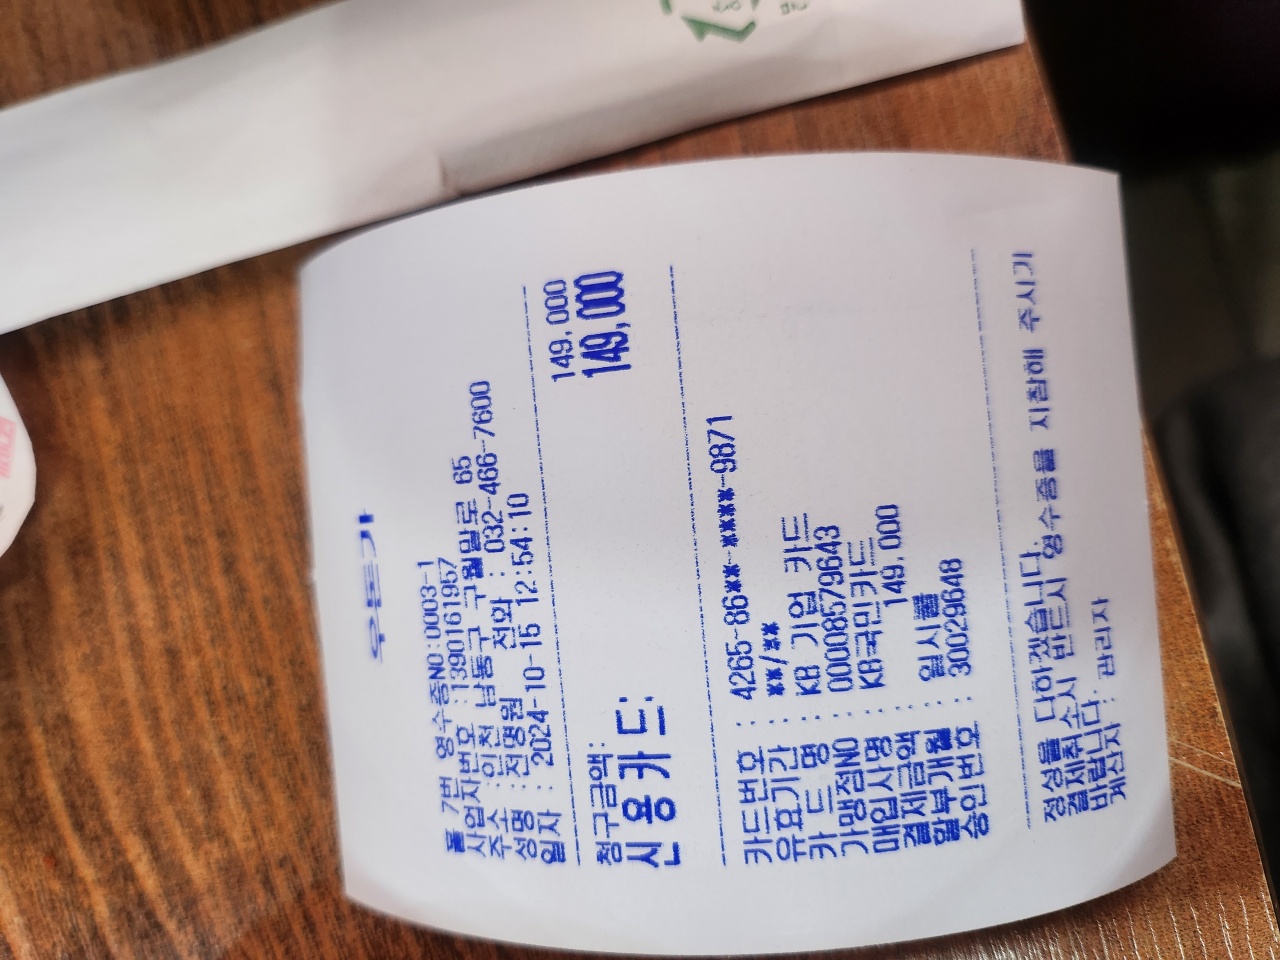 우튼가
홀 7번 영수증NO:0003-1
사업자번호 :1390161957
주소 :인천 남동구 구월말로 65
성명 :진명원 전화 : 032-466-7600
일자 : 2024-10-15 12:54:10
청구금액: 149,000
신용카드: 149,000
카드번호 : 4265-86**-****-9871
유효기간 : **/**
카 드 명 : KB 기업 카드
가맹점NO : 00008579643
매입사명 : KB국민카드
결제금액 : 149,000
할부개월 : 일시불
승인번호 : 30029648
정성을 다하겠습니다.
결제취소시 반드시 영수증을 지참해 주시기
바랍니다.
계산자 : 관리자